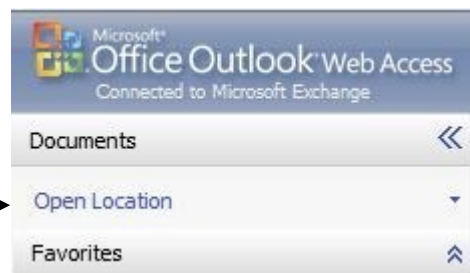 Microsoft®
Office Outlook® Web Access
Connected to Microsoft Exchange
Documents
Open Location
Favorites